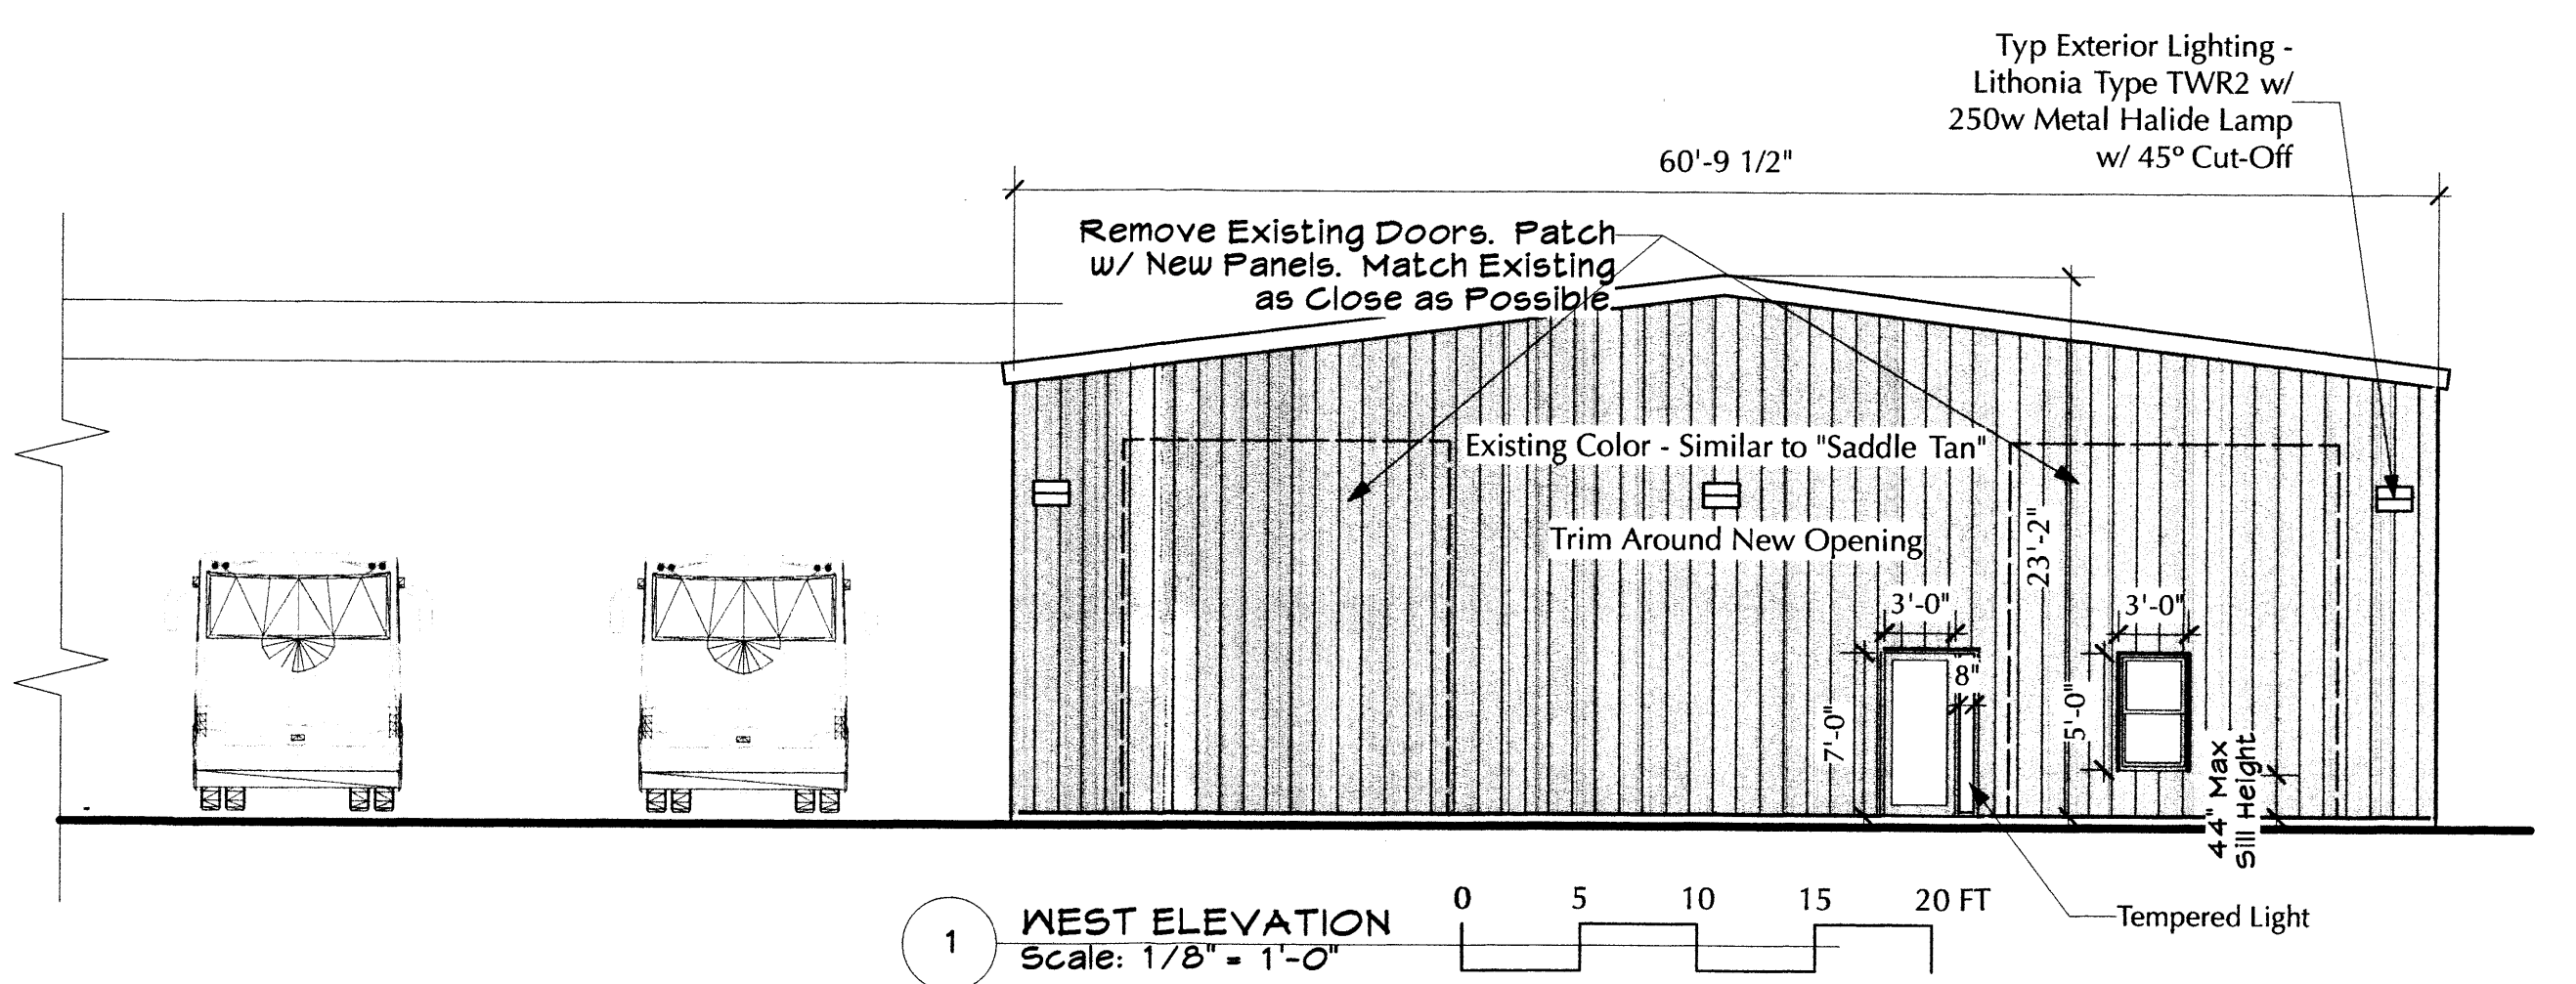 Typ Exterior Lighting -
Lithonia Type TWR2 w/
250w Metal Halide Lamp
w/ 45º Cut-Off
60'-9 1/2"
Remove Existing Doors. Patch
w/ New Panels. Match Existing
as Close as Possible.
Existing Color - Similar to "Saddle Tan"
Trim Around New Opening
23'-2"
3'-0"
3'-0"
8"
7'-0"
5'-0"
44" Max
Sill Height
Tempered Light
1
WEST ELEVATION
Scale: 1/8" = 1'-0"
0 5 10 15 20 FT